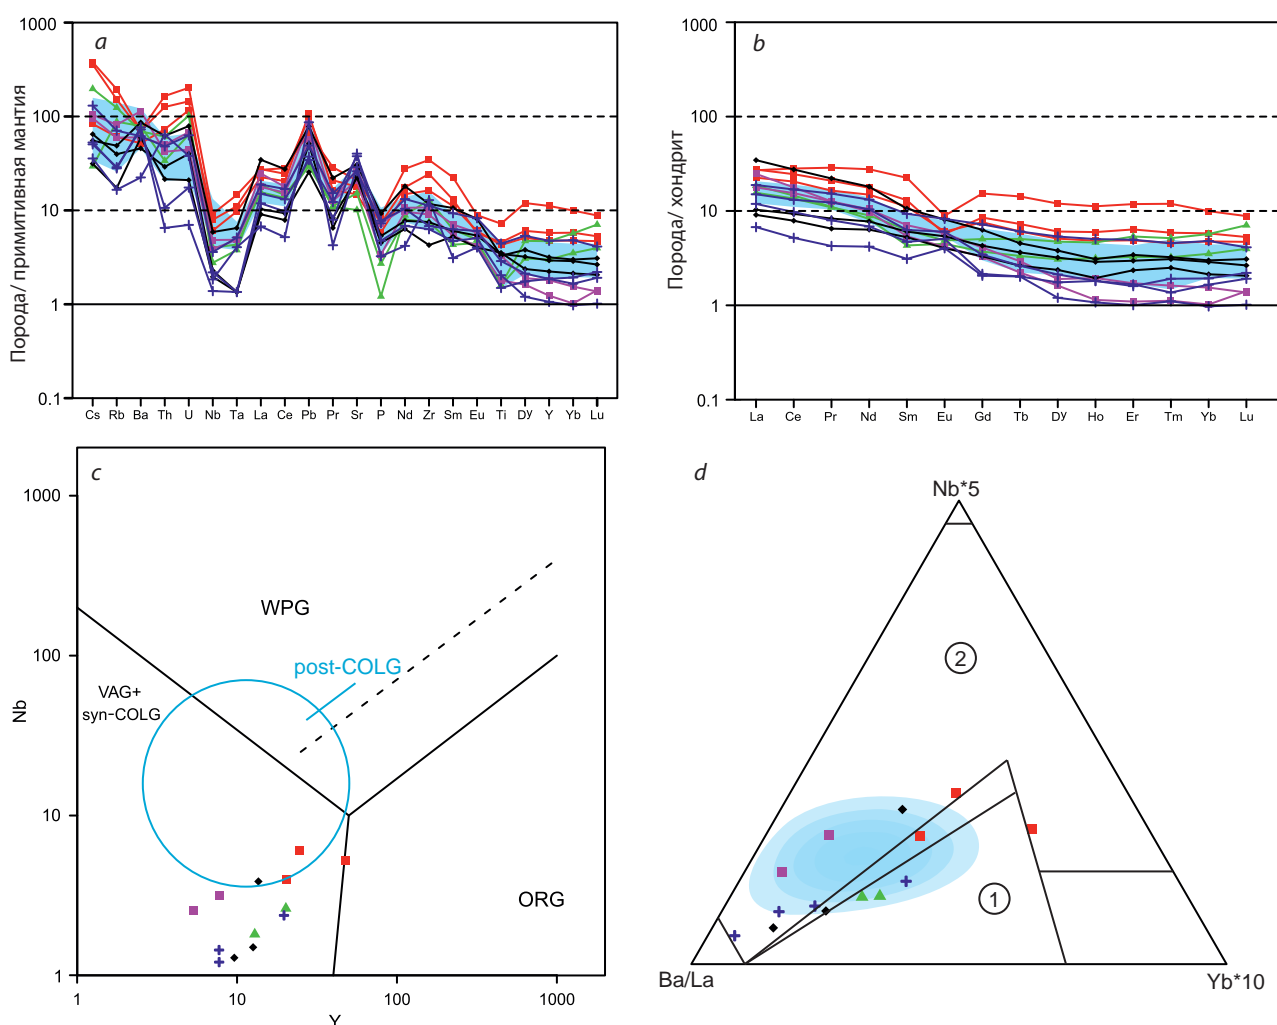 a
Порода/ примитивная мантия
1000
100
10
1
0.1
Cs Rb Ba Th U Nb Ta La Ce Pb Pr Sr P Nd Zr Sm Eu Ti Dy Y Yb Lu
b
Порода/ хондрит
1000
100
10
1
0.1
La Ce Pr Nd Sm Eu Gd Tb Dy Ho Er Tm Yb Lu
c
Nb
1000
100
10
1
WPG
post-COLG
VAG+
syn-COLG
ORG
1 10 100 1000
Y
d
Nb*5
2
1
Ba/La
Yb*10